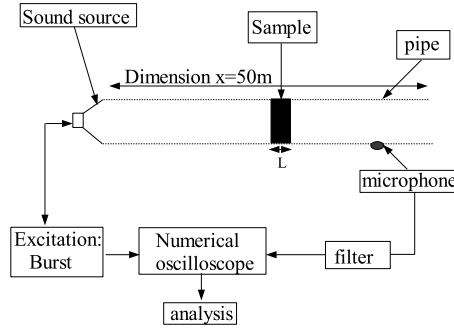 Sound source
Sample
pipe
Dimension x=50m
L
microphone
Excitation:
Burst
Numerical
oscilloscope
filter
analysis